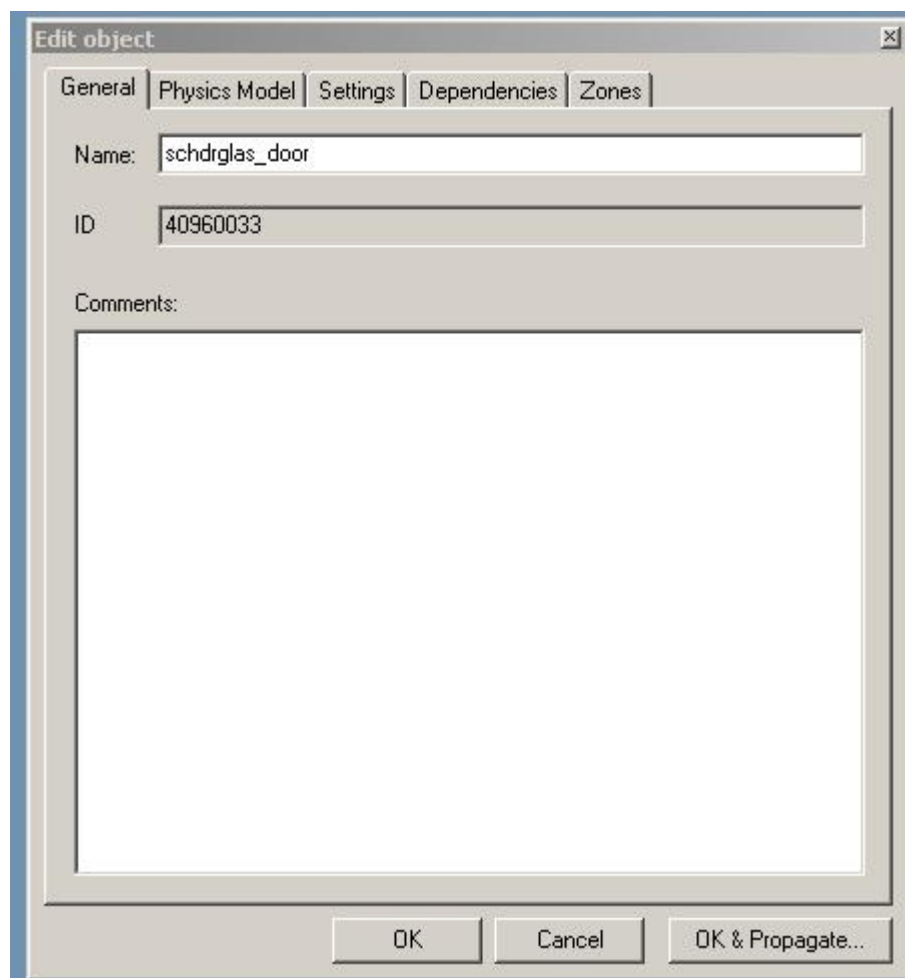 Edit object
General Physics Model Settings Dependencies Zones
Name: schdrglas_door
ID 40960033
Comments:
OK Cancel OK & Propagate...